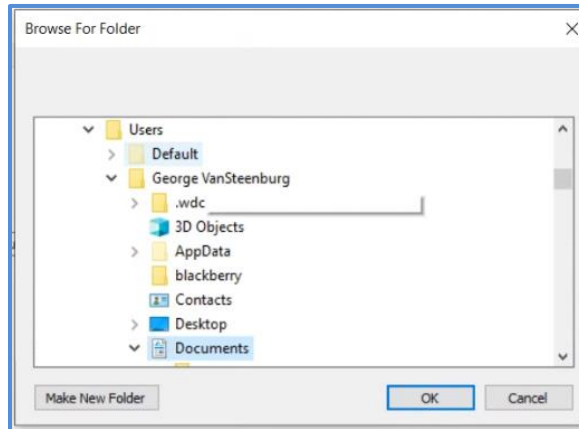 Browse For Folder
Users
Default
George VanSteenburg
.wdc
3D Objects
AppData
blackberry
Contacts
Desktop
Documents
Make New Folder OK Cancel